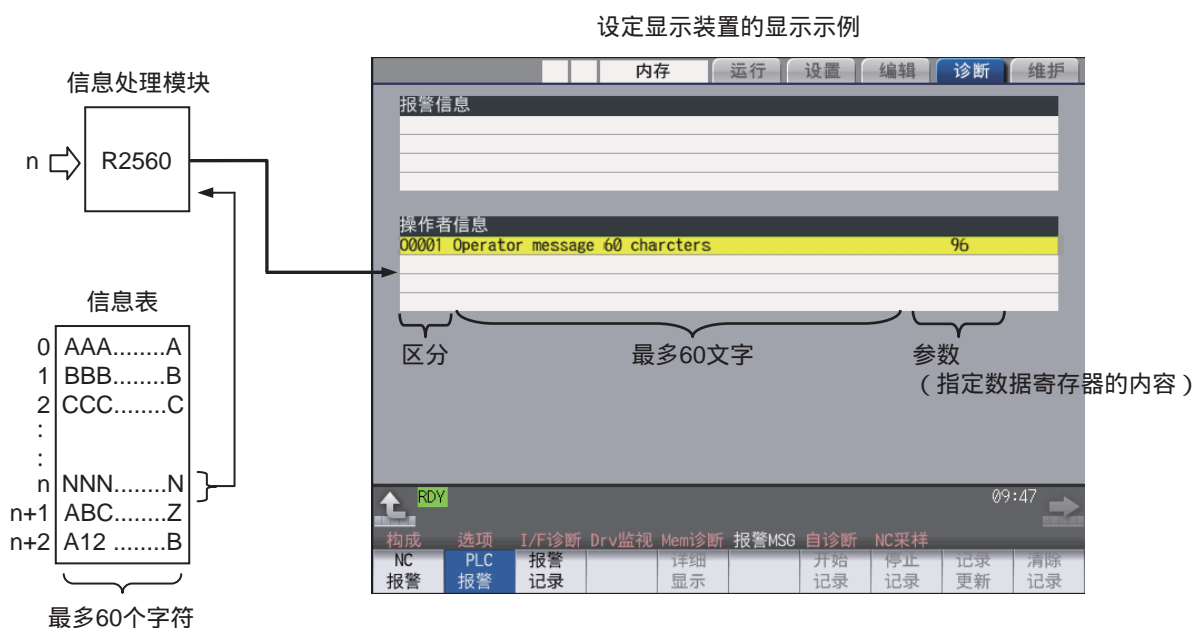 设定显示装置的显示示例
信息处理模块
n
R2560
信息表
0 AAA........A
1 BBB........B
2 CCC........C
:
:
n NNN........N
n+1 ABC........Z
n+2 A12 ........B
最多60个字符
内存 运行 设置 编辑 诊断 维护
报警信息
操作者信息
O0001 Operator message 60 charcters 96
区分
最多60文字
参数
（指定数据寄存器的内容）
RDY
09:47
构成 选项 I/F诊断 Drv监视 Mem诊断 报警MSG 自诊断 NC采样
NC 报警
PLC 报警
报警 记录
详细 显示
开始 记录
停止 记录
记录 更新
清除 记录